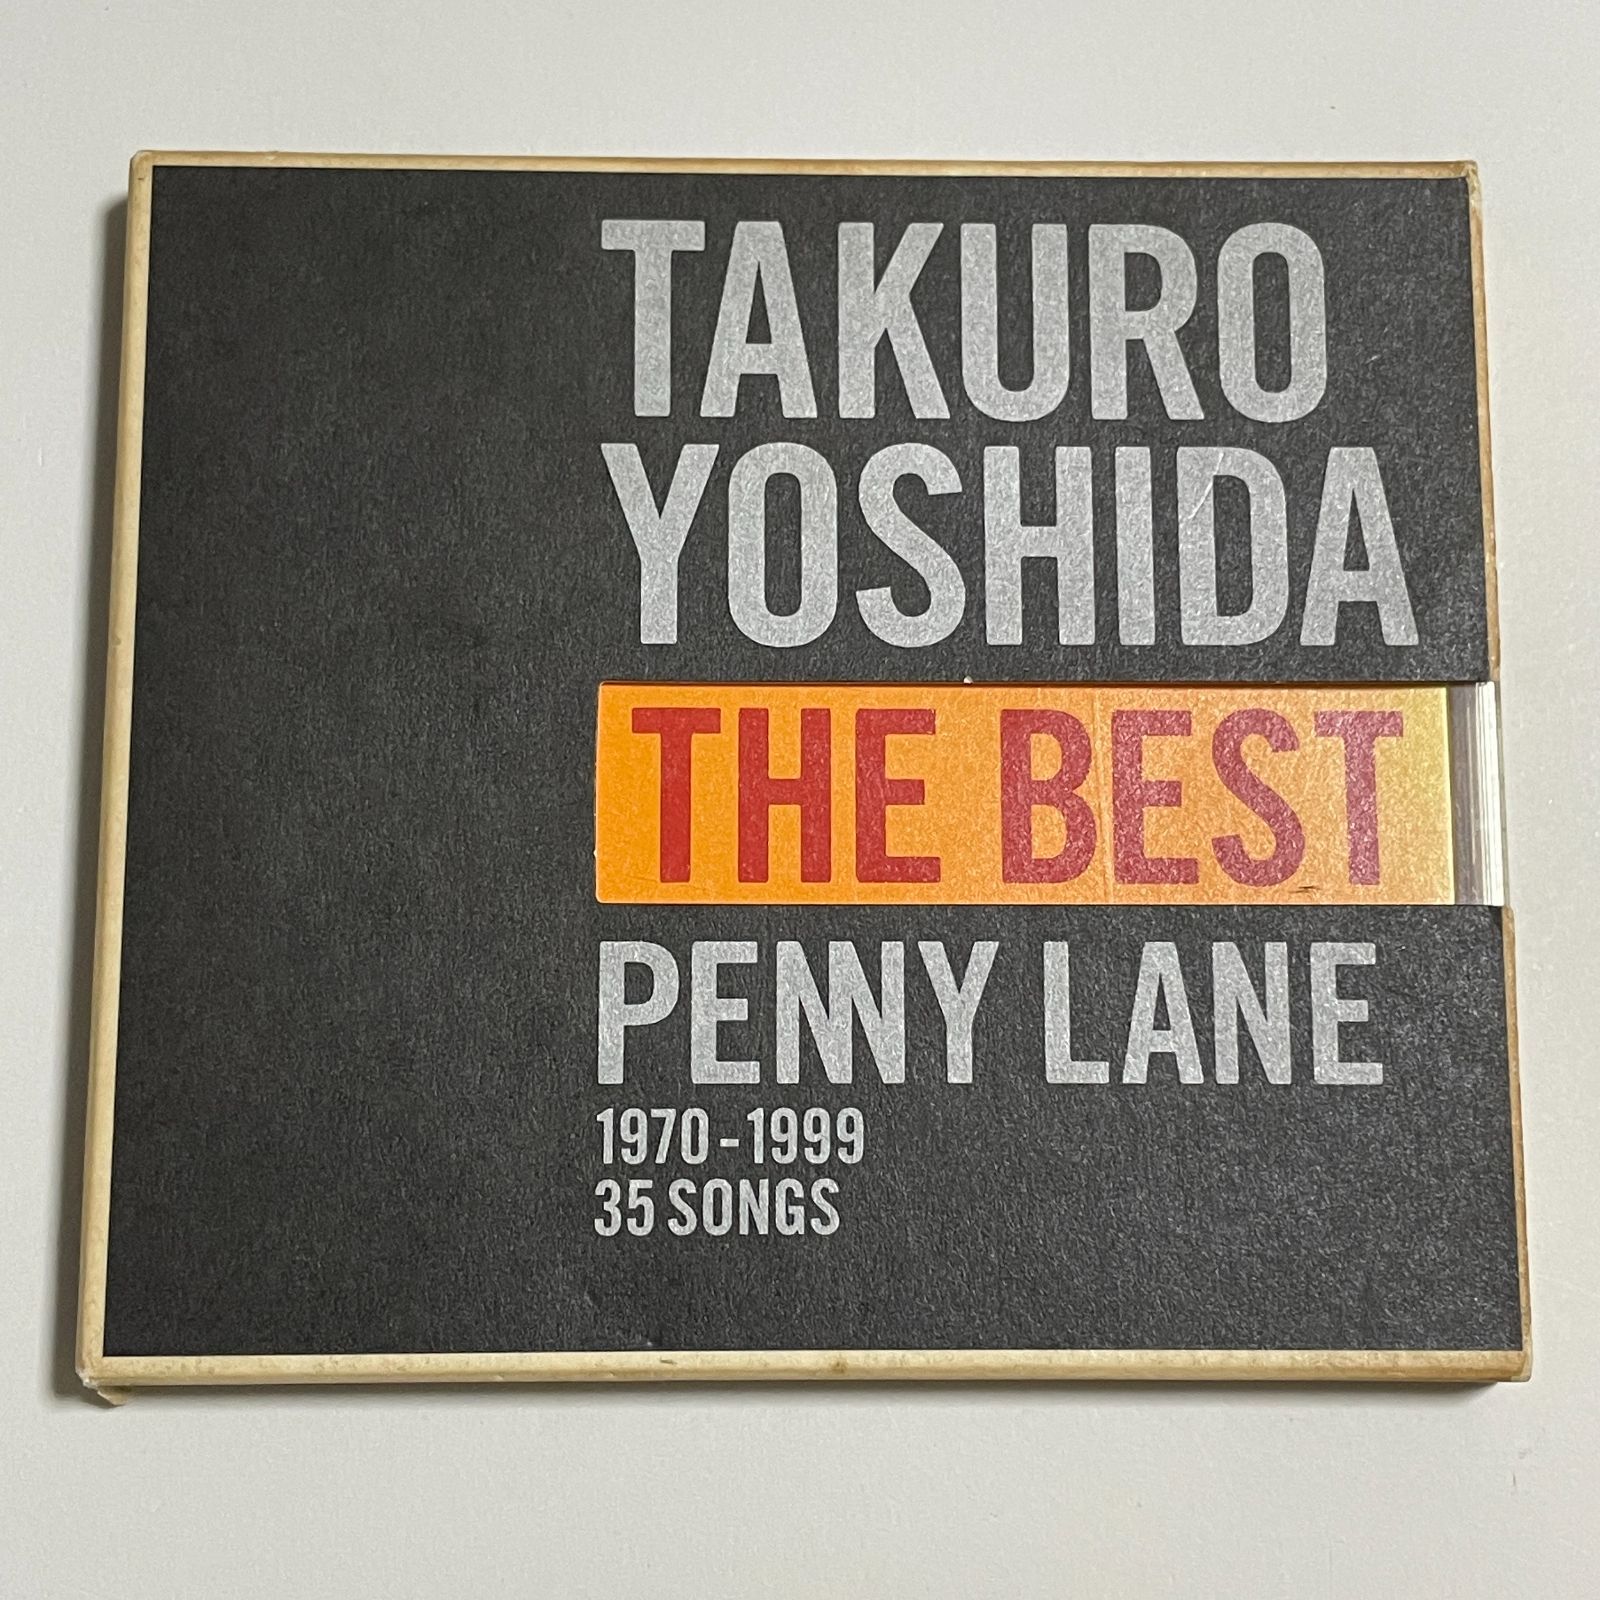 TAKURO
YOSHIDA
THE BEST
PENNY LANE
1970-1999
35 SONGS